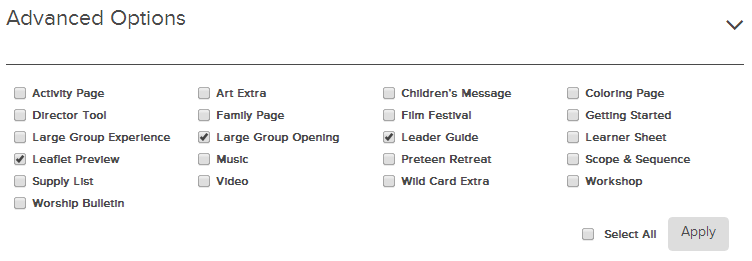 Advanced Options
Activity Page Art Extra Children's Message Coloring Page
Director Tool Family Page Film Festival Getting Started
Large Group Experience Large Group Opening Leader Guide Learner Sheet
Leaflet Preview Music Preteen Retreat Scope & Sequence
Supply List Video Wild Card Extra Workshop
Worship Bulletin
Select All Apply